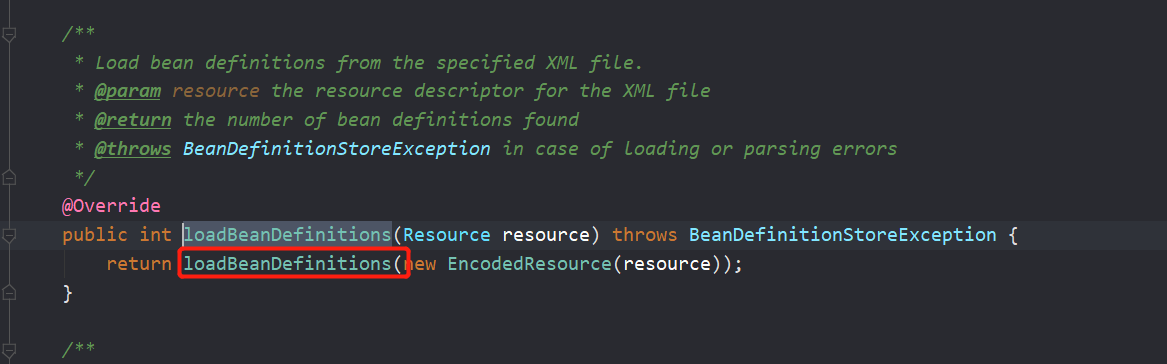 /**
* Load bean definitions from the specified XML file.
* @param resource the resource descriptor for the XML file
* @return the number of bean definitions found
* @throws BeanDefinitionStoreException in case of loading or parsing errors
*/
@Override
public int loadBeanDefinitions(Resource resource) throws BeanDefinitionStoreException {
return loadBeanDefinitions(new EncodedResource(resource));
}
/**